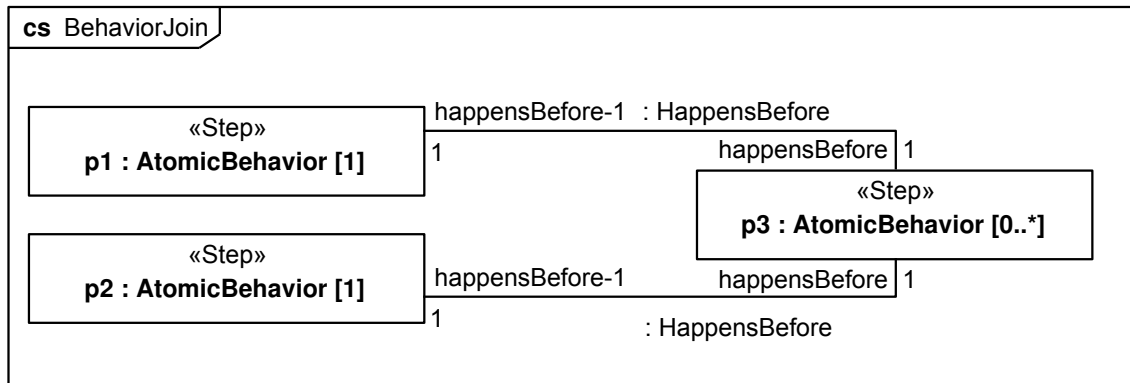 cs BehaviorJoin
happensBefore-1 : HappensBefore
«Step»
p1 : AtomicBehavior [1]
1
happensBefore 1
«Step»
p3 : AtomicBehavior [0..*]
«Step»
p2 : AtomicBehavior [1]
happensBefore-1
happensBefore 1
1
: HappensBefore